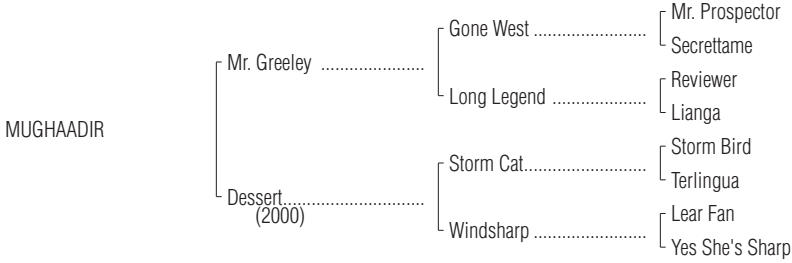 Mr. Prospector
Gone West ........................
Secrettame
Mr. Greeley ......................
Reviewer
Long Legend ....................
Lianga
MUGHAADIR
Storm Bird
Storm Cat..........................
Terlingua
Dessert..............................
(2000)
Lear Fan
Windsharp ........................
Yes She's Sharp